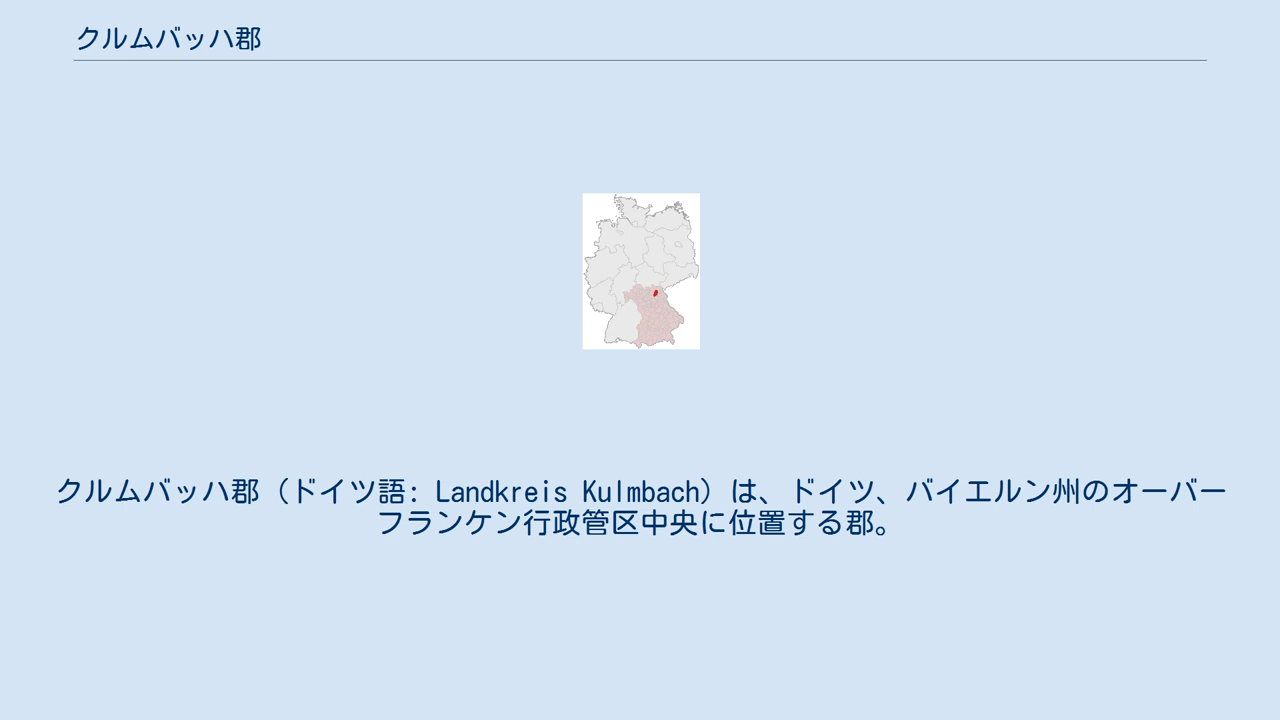 クルムバッハ郡
クルムバッハ郡（ドイツ語: Landkreis Kulmbach）は、ドイツ、バイエルン州のオーバー
フランケン行政管区中央に位置する郡。